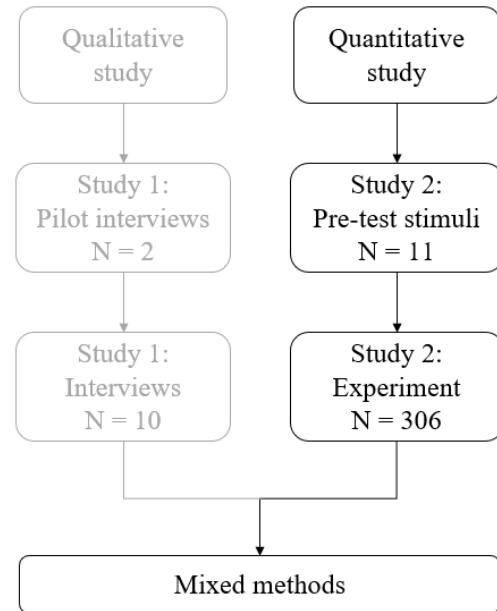 Qualitative
study
Quantitative
study
Study 1:
Pilot interviews
N = 2
Study 2:
Pre-test stimuli
N = 11
Study 1:
Interviews
N = 10
Study 2:
Experiment
N = 306
Mixed methods